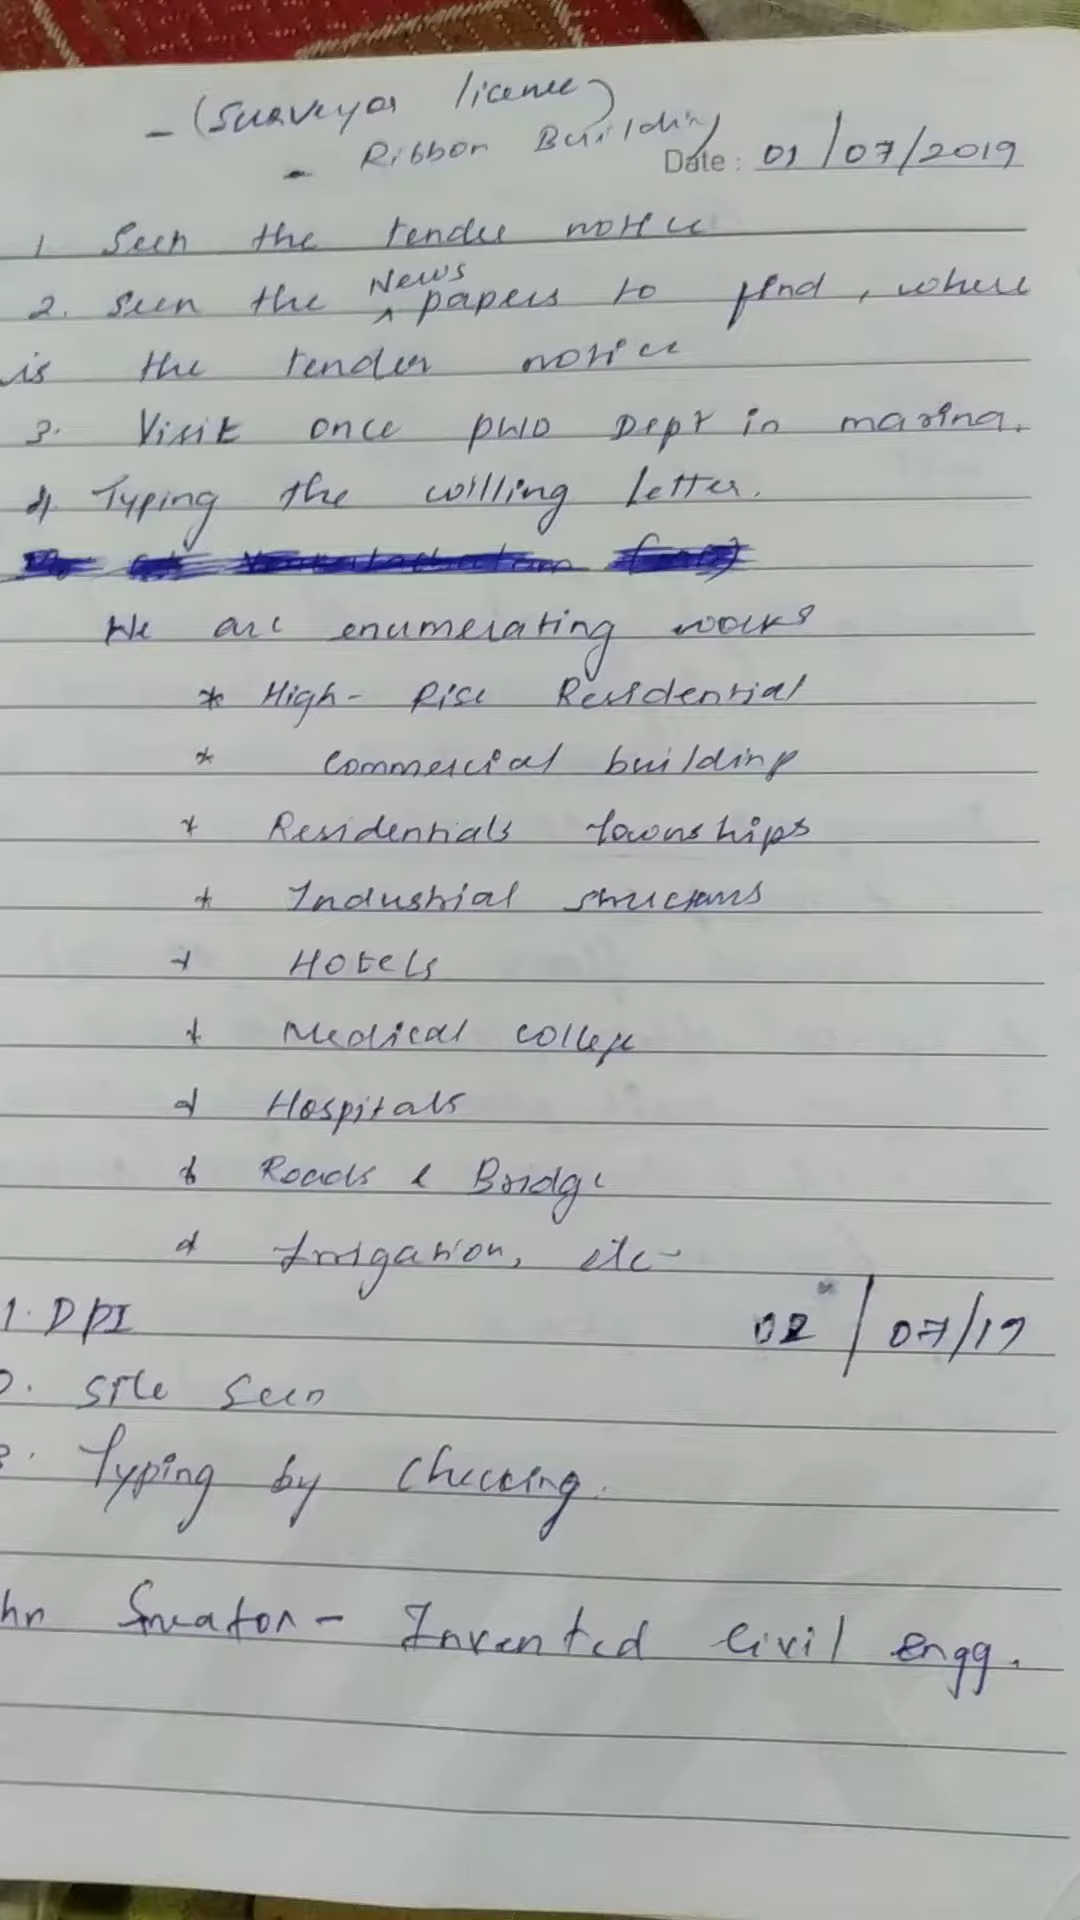 - (Surveyor licence)
- Ribbon Building
Date: 01/07/2019
1. Seen the tender notice
2. Seen the News papers to find, where
is the tender notice
3. Visit once PWD Dept in marina.
4. Typing the willing letter.
We are enumerating works
* High-Rise Residential
* Commercial building
* Residentials townships
* Industrial
* Hotels
* Medical college
* Hospitals
* Roads & Bridge
* Irrigation, etc-
02/07/19
1. DPI
2. site seen
3. Typing by checking.
hn Smeaton - Invented Civil engg.